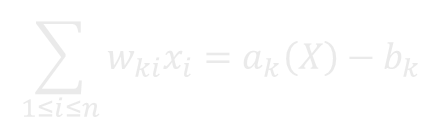 ∑_{1≤i≤n} w_{ki}x_i = a_k(X) − b_k